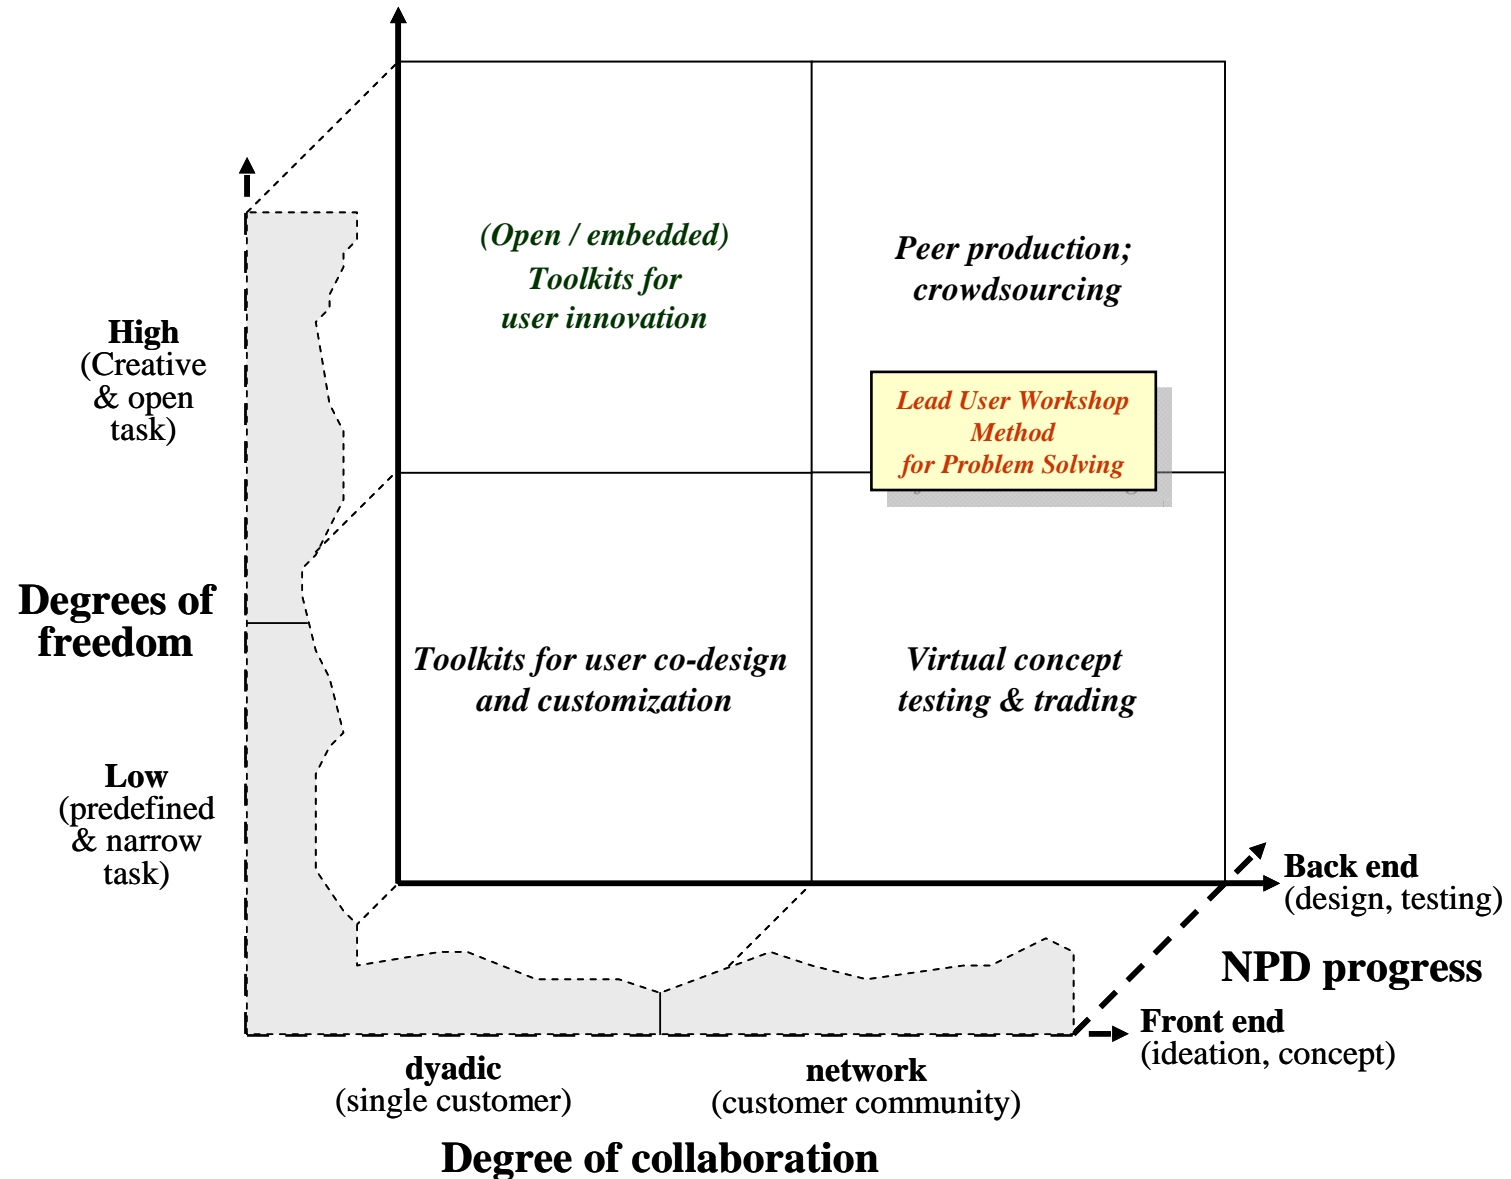 (Open / embedded)
Toolkits for
user innovation
Peer production;
crowdsourcing
High
(Creative
& open
task)
Lead User Workshop
Method
for Problem Solving
Degrees of
freedom
Toolkits for user co-design
and customization
Virtual concept
testing & trading
Low
(predefined
& narrow
task)
Back end
(design, testing)
NPD progress
Front end
(ideation, concept)
dyadic
(single customer)
network
(customer community)
Degree of collaboration